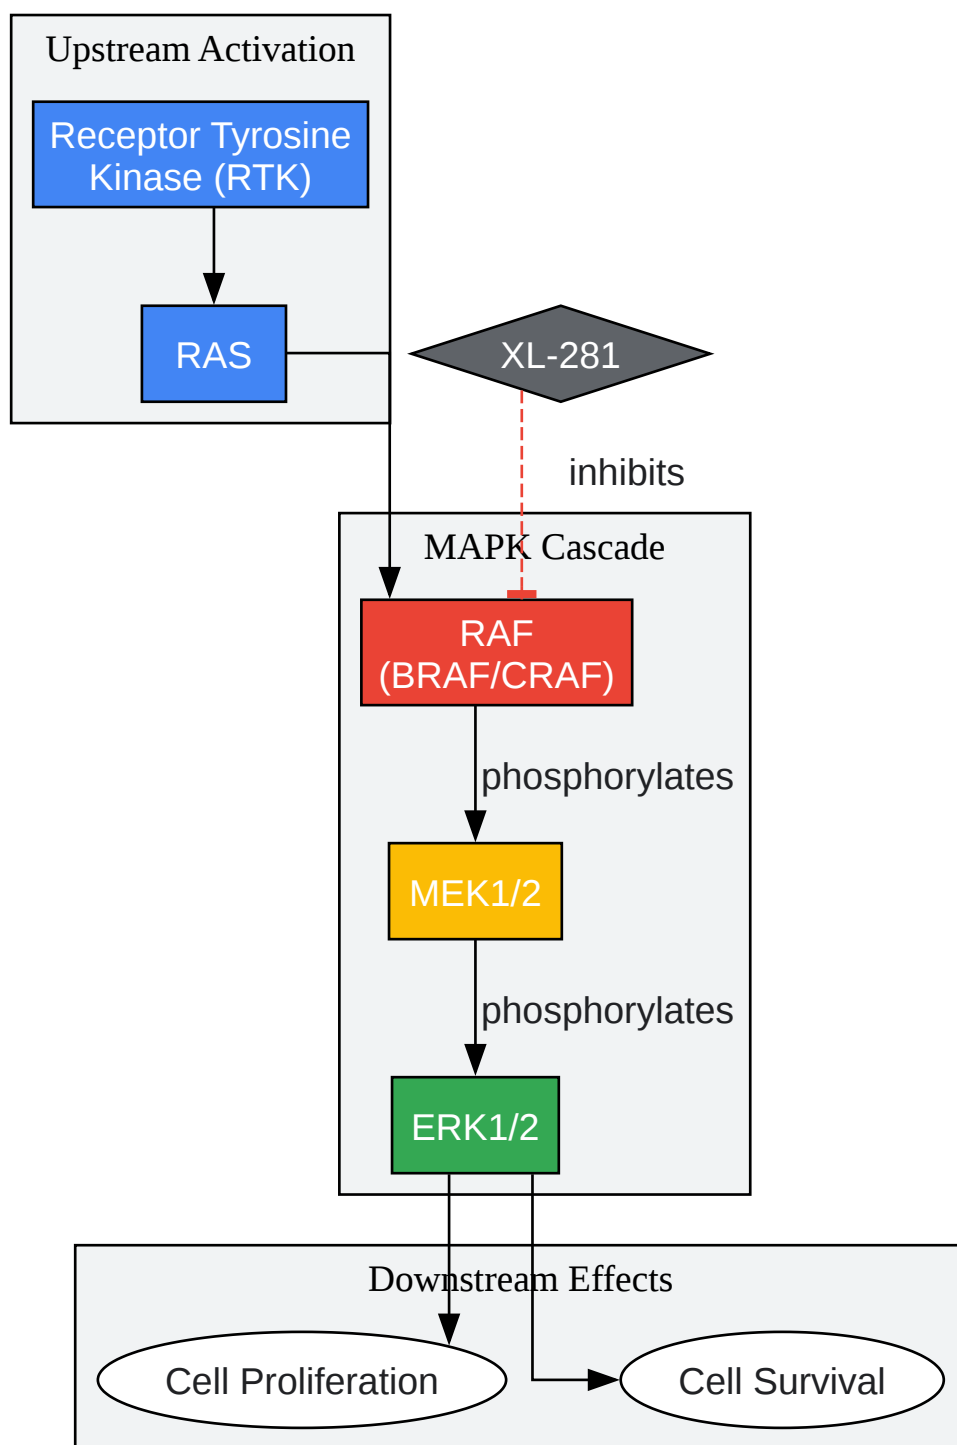 Upstream Activation
Receptor Tyrosine
Kinase (RTK)
RAS
XL-281
inhibits
MAPK Cascade
RAF
(BRAF/CRAF)
phosphorylates
MEK1/2
phosphorylates
ERK1/2
Downstream Effects
Cell Proliferation
Cell Survival